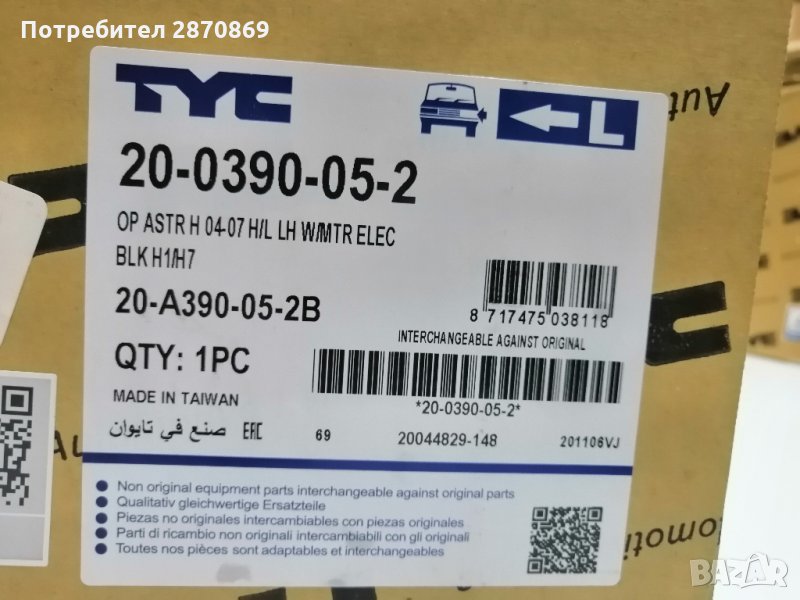 Потребител 2870869
TYC
L
20-0390-05-2
OP ASTR H 04-07 H/L LH W/MTR ELEC
BLK H1/H7
20-A390-05-2B
8 717475 038118
QTY: 1PC
INTERCHANGEABLE AGAINST ORIGINAL
MADE IN TAIWAN
*20-0390-05-2*
صنع في تايوان EAC 69 20044829-148 201106VJ
Non original equipment parts interchangeable against original parts
Qualitativ gleichwertige Ersatzteile
Piezas no originales intercambiables con piezas originales
Parti di ricambio non originali intercambiabili con gli originali
Toutes nos pièces sont adaptables et interchangeables
BAZAR